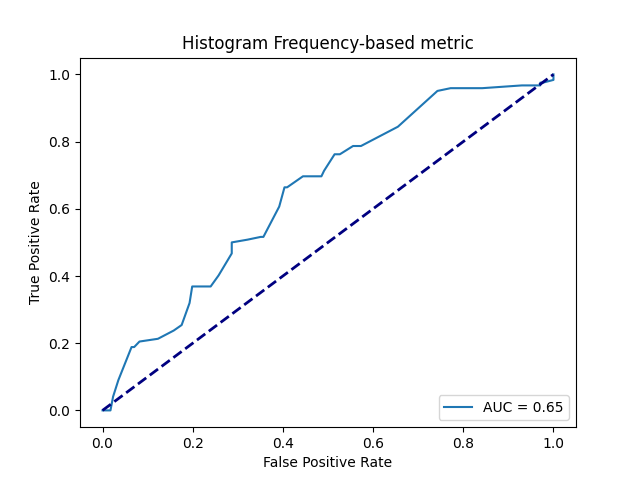 Histogram Frequency-based metric
True Positive Rate
1.0
0.8
0.6
0.4
0.2
0.0
0.0 0.2 0.4 0.6 0.8 1.0
False Positive Rate
AUC = 0.65